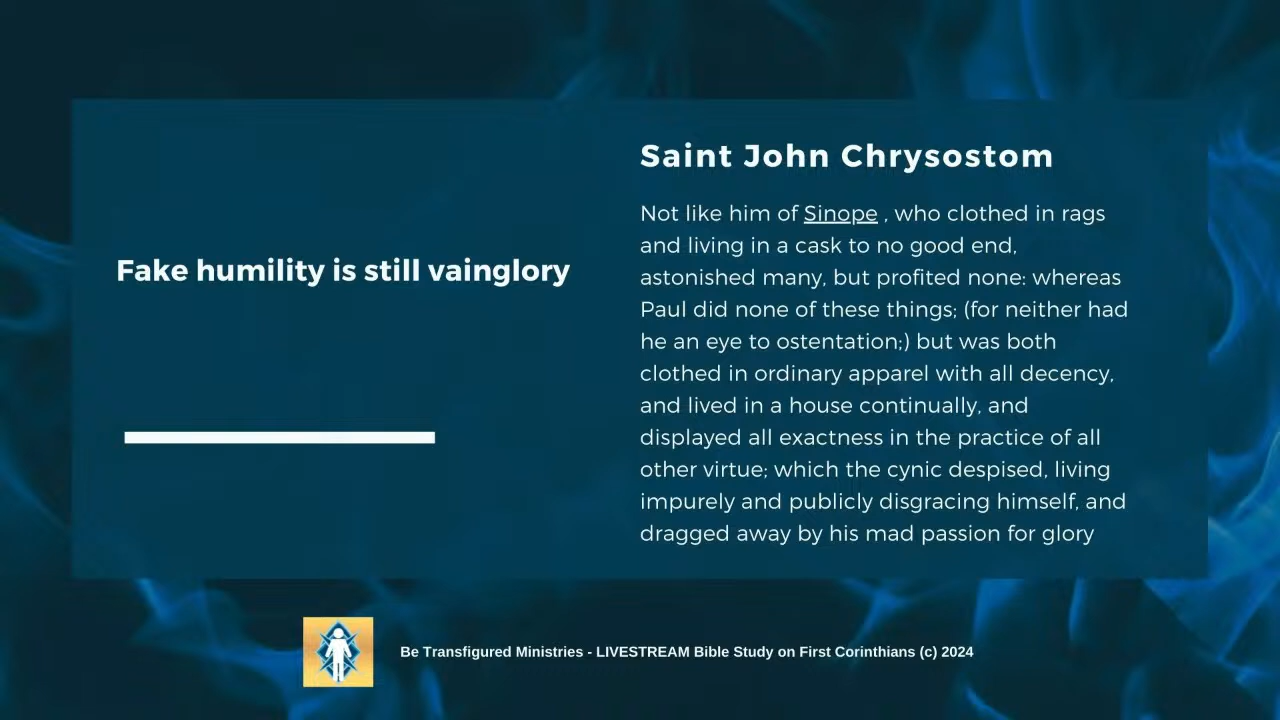 Fake humility is still vainglory
Saint John Chrysostom
Not like him of Sinope , who clothed in rags
and living in a cask to no good end,
astonished many, but profited none: whereas
Paul did none of these things; (for neither had
he an eye to ostentation;) but was both
clothed in ordinary apparel with all decency,
and lived in a house continually, and
displayed all exactness in the practice of all
other virtue; which the cynic despised, living
impurely and publicly disgracing himself, and
dragged away by his mad passion for glory
Be Transfigured Ministries - LIVESTREAM Bible Study on First Corinthians (c) 2024